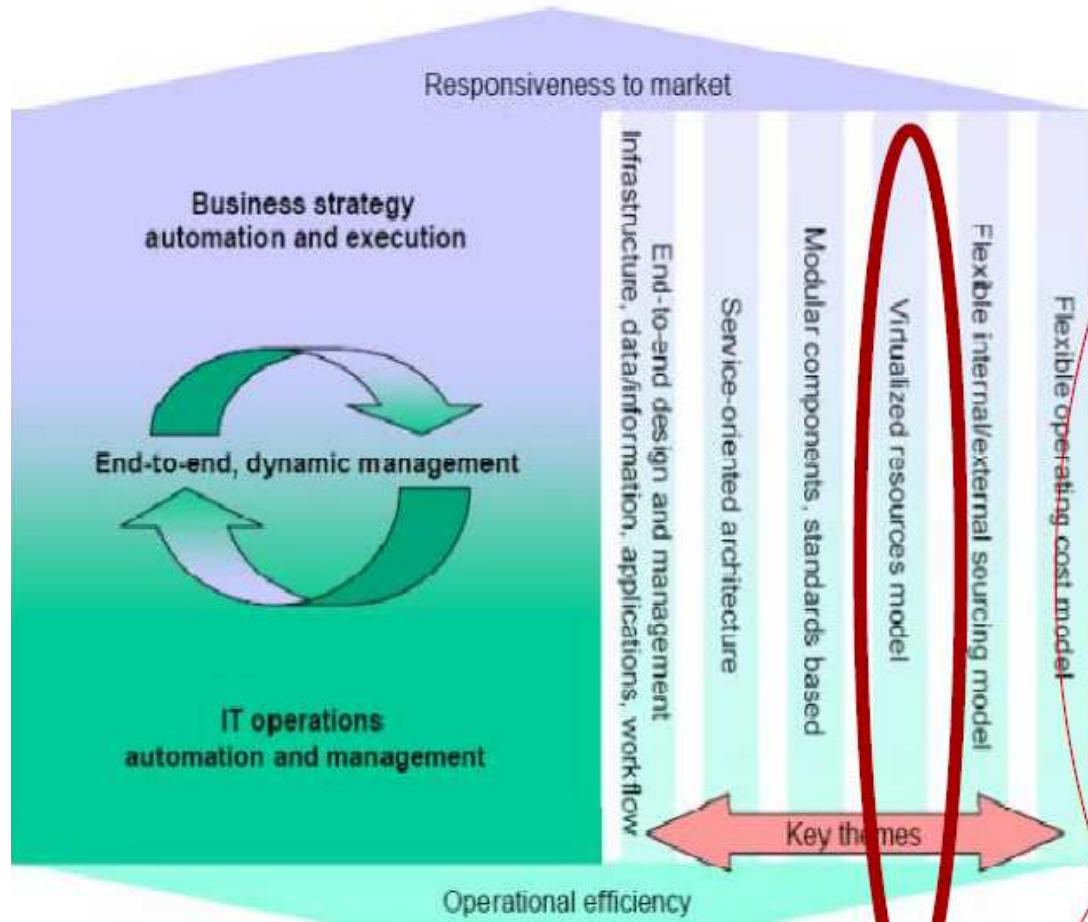 Responsiveness to market
Business strategy
automation and execution
End-to-end, dynamic management
IT operations
automation and management
End-to-end design and management
Infrastructure, data/information, applications, workflow
Service-oriented architecture
Modular components, standards based
Virtualized resources model
Flexible internal/external sourcing model
Flexible operating cost model
Key themes
Operational efficiency